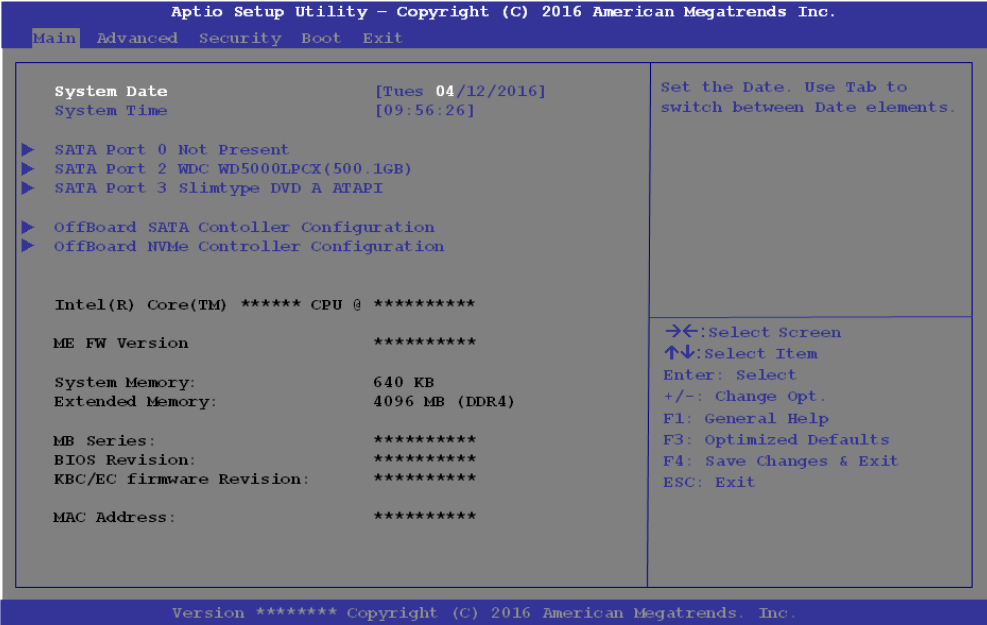 Aptio Setup Utility – Copyright (C) 2016 American Megatrends Inc.
Main Advanced Security Boot Exit
System Date [Tues 04/12/2016]
System Time [09:56:26]
SATA Port 0 Not Present
SATA Port 2 WDC WD5000LPCX(500.1GB)
SATA Port 3 Slimtype DVD A ATAPI
OffBoard SATA Contoller Configuration
OffBoard NVMe Controller Configuration
Intel(R) Core(TM) ****** CPU @ **********
ME FW Version **********
System Memory: 640 KB
Extended Memory: 4096 MB (DDR4)
MB Series: **********
BIOS Revision: **********
KBC/EC firmware Revision: **********
MAC Address: **********
Set the Date. Use Tab to
switch between Date elements.
→←:Select Screen
↑↓:Select Item
Enter: Select
+/-: Change Opt.
F1: General Help
F3: Optimized Defaults
F4: Save Changes & Exit
ESC: Exit
Version ******** Copyright (C) 2016 American Megatrends. Inc.